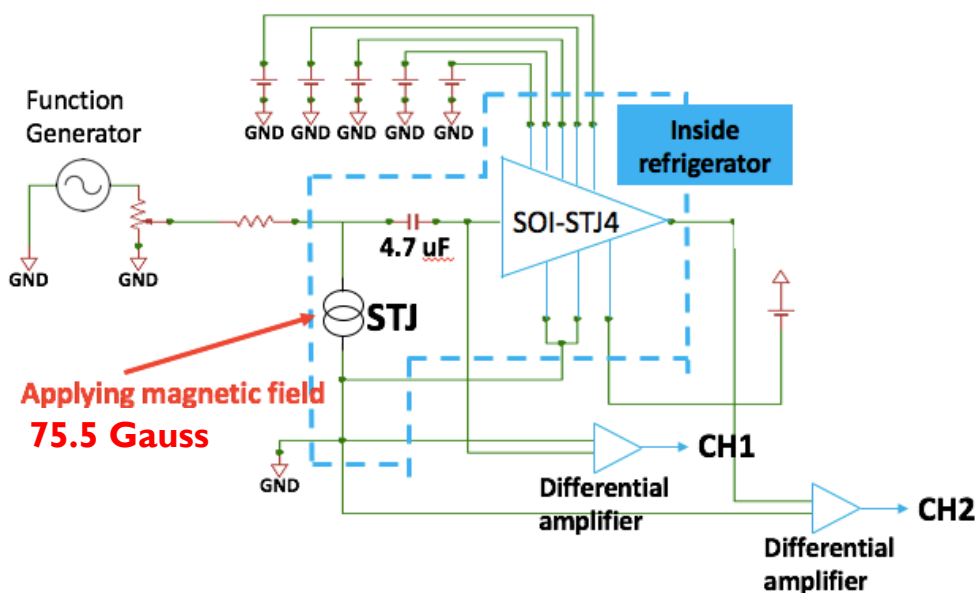 Function
Generator
GND
GND
GND
GND
GND
Inside
refrigerator
SOI-STJ4
4.7 uF
GND
GND
STJ
Applying magnetic field
75.5 Gauss
GND
CH1
Differential
amplifier
CH2
Differential
amplifier